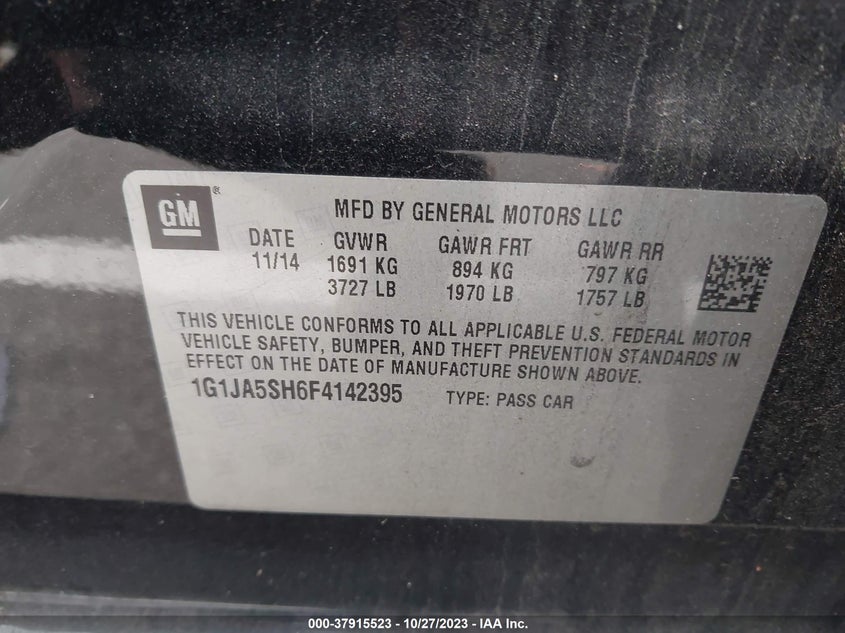 GM®
MFD BY GENERAL MOTORS LLC
DATE GVWR GAWR FRT GAWR RR
11/14 1691 KG 894 KG 797 KG
3727 LB 1970 LB 1757 LB
THIS VEHICLE CONFORMS TO ALL APPLICABLE U.S. FEDERAL MOTOR
VEHICLE SAFETY, BUMPER, AND THEFT PREVENTION STANDARDS IN
EFFECT ON THE DATE OF MANUFACTURE SHOWN ABOVE.
1G1JA5SH6F4142395 TYPE: PASS CAR
000-37915523 | 10/27/2023 | IAA Inc.